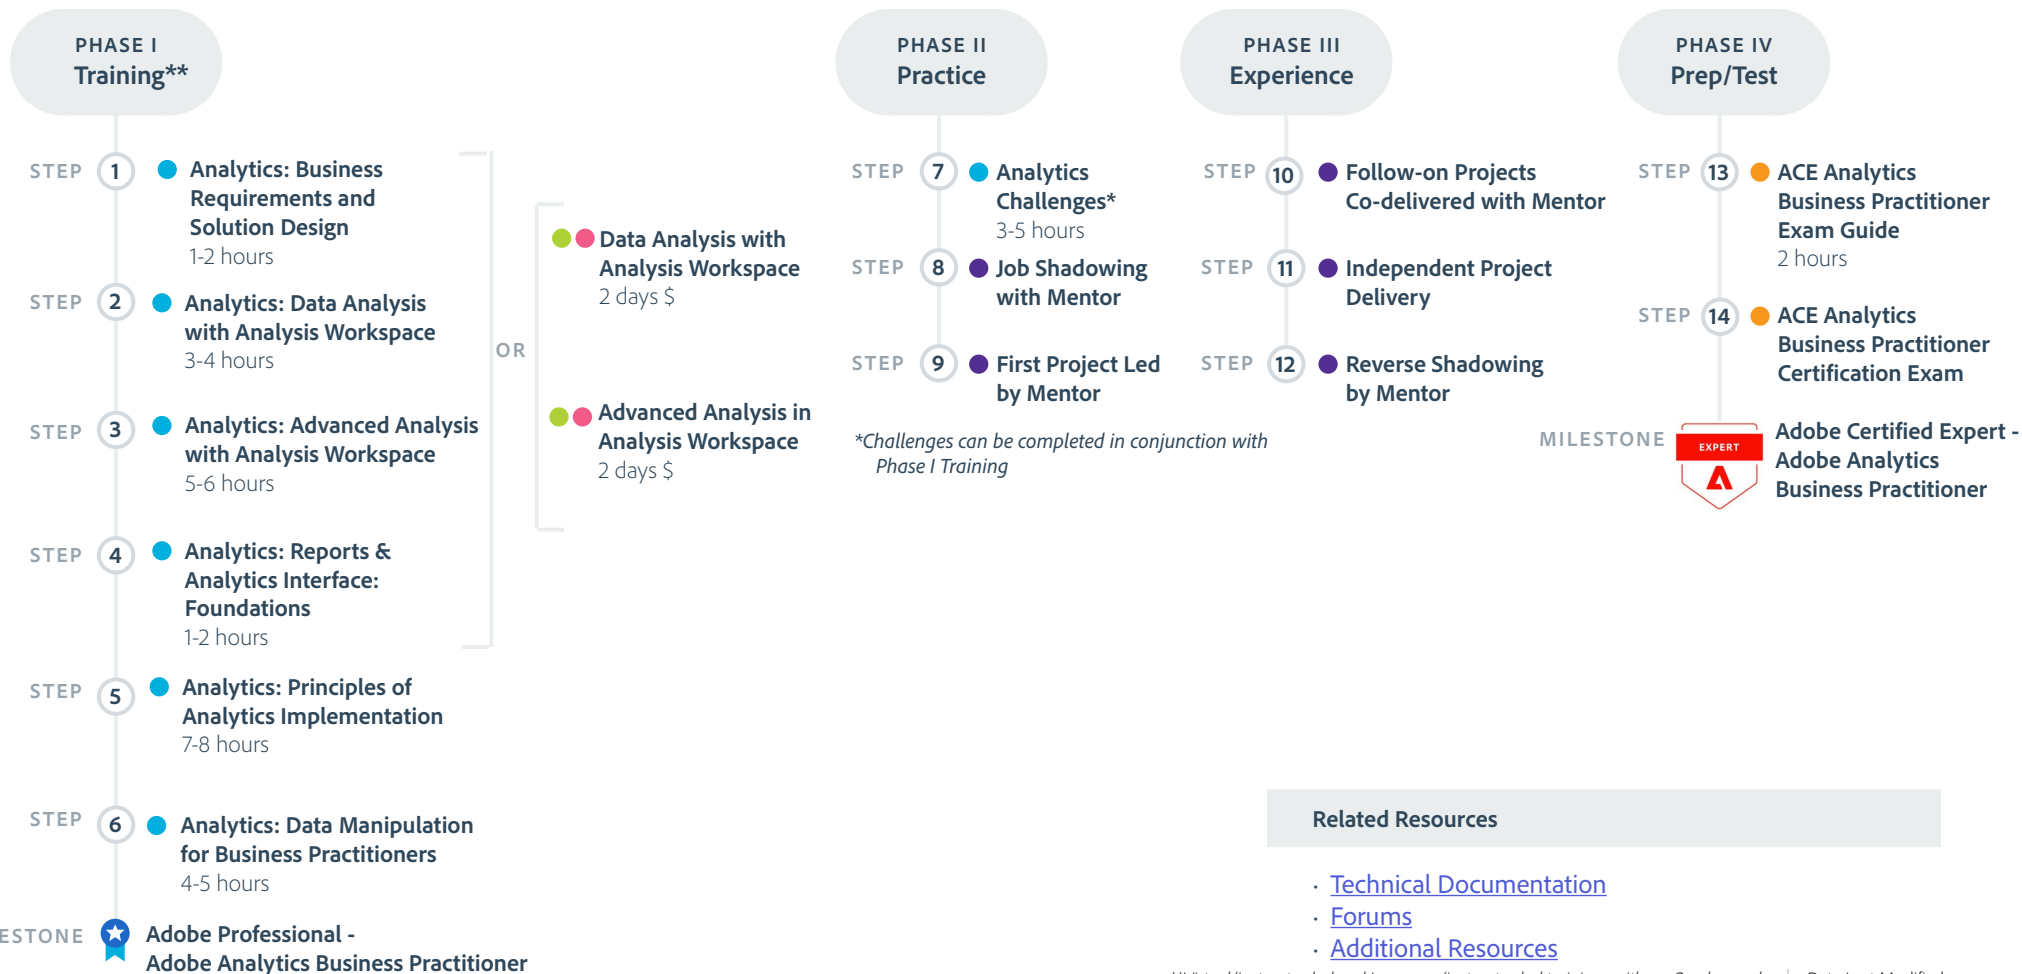 PHASE I
Training**
STEP 1
Analytics: Business
Requirements and
Solution Design
1-2 hours
STEP 2
Analytics: Data Analysis
with Analysis Workspace
3-4 hours
STEP 3
Analytics: Advanced Analysis
with Analysis Workspace
5-6 hours
STEP 4
Analytics: Reports &
Analytics Interface:
Foundations
1-2 hours
OR
Data Analysis with
Analysis Workspace
2 days $
Advanced Analysis in
Analysis Workspace
2 days $
STEP 5
Analytics: Principles of
Analytics Implementation
7-8 hours
STEP 6
Analytics: Data Manipulation
for Business Practitioners
4-5 hours
ESTONE
Adobe Professional -
Adobe Analytics Business Practitioner
PHASE II
Practice
STEP 7
Analytics
Challenges*
3-5 hours
STEP 8
Job Shadowing
with Mentor
STEP 9
First Project Led
by Mentor
*Challenges can be completed in conjunction with
Phase I Training
PHASE III
Experience
STEP 10
Follow-on Projects
Co-delivered with Mentor
STEP 11
Independent Project
Delivery
STEP 12
Reverse Shadowing
by Mentor
PHASE IV
Prep/Test
STEP 13
ACE Analytics
Business Practitioner
Exam Guide
2 hours
STEP 14
ACE Analytics
Business Practitioner
Certification Exam
MILESTONE
EXPERT
Adobe Certified Expert -
Adobe Analytics
Business Practitioner
Related Resources
· Technical Documentation
· Forums
· Additional Resources